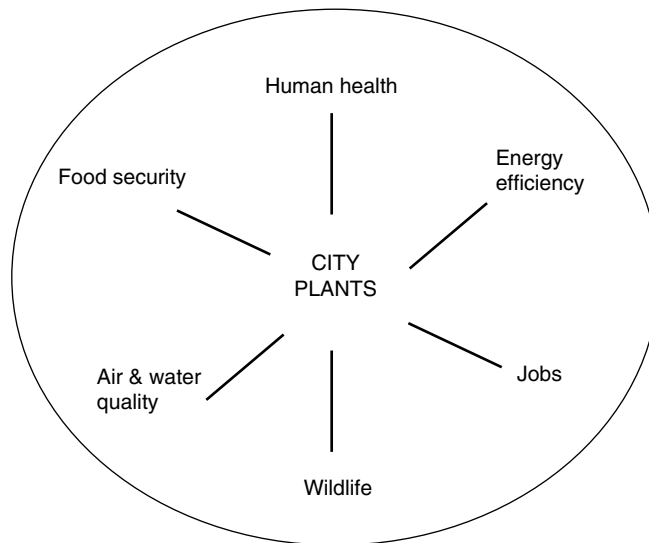 Human health
Energy
efficiency
Food security
CITY
PLANTS
Air & water
quality
Jobs
Wildlife